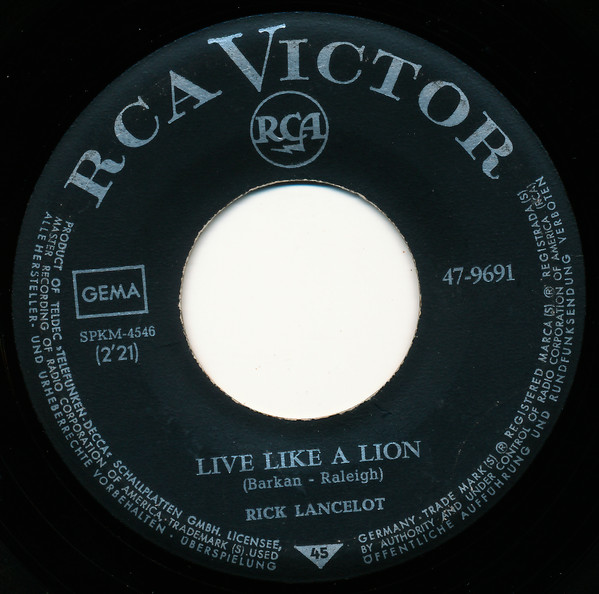 RCA VICTOR
RCA
GEMA
SPKM-4546
(2'21)
47-9691
LIVE LIKE A LION
(Barkan - Raleigh)
RICK LANCELOT
45
PRODUCT OF TELDEC »TELEFUNKEN-DECCA« SCHALLPLATTEN GMBH. LICENSEE,
MASTER RECORDING OF RADIO CORPORATION OF AMERICA, TRADEMARK (S) USED
ALLE HERSTELLER- UND URHEBERRECHTE VORBEHALTEN · ÜBERSPIELUNG
GERMANY · TRADE MARK(S) ® REGISTERED MARCA(S) ® REGISTRADA(S)
BY AUTHORITY AND UNDER CONTROL OF RADIO CORPORATION OF AMERICA
ÖFFENTLICHE AUFFÜHRUNG UND RUNDFUNKSENDUNG VERBOTEN